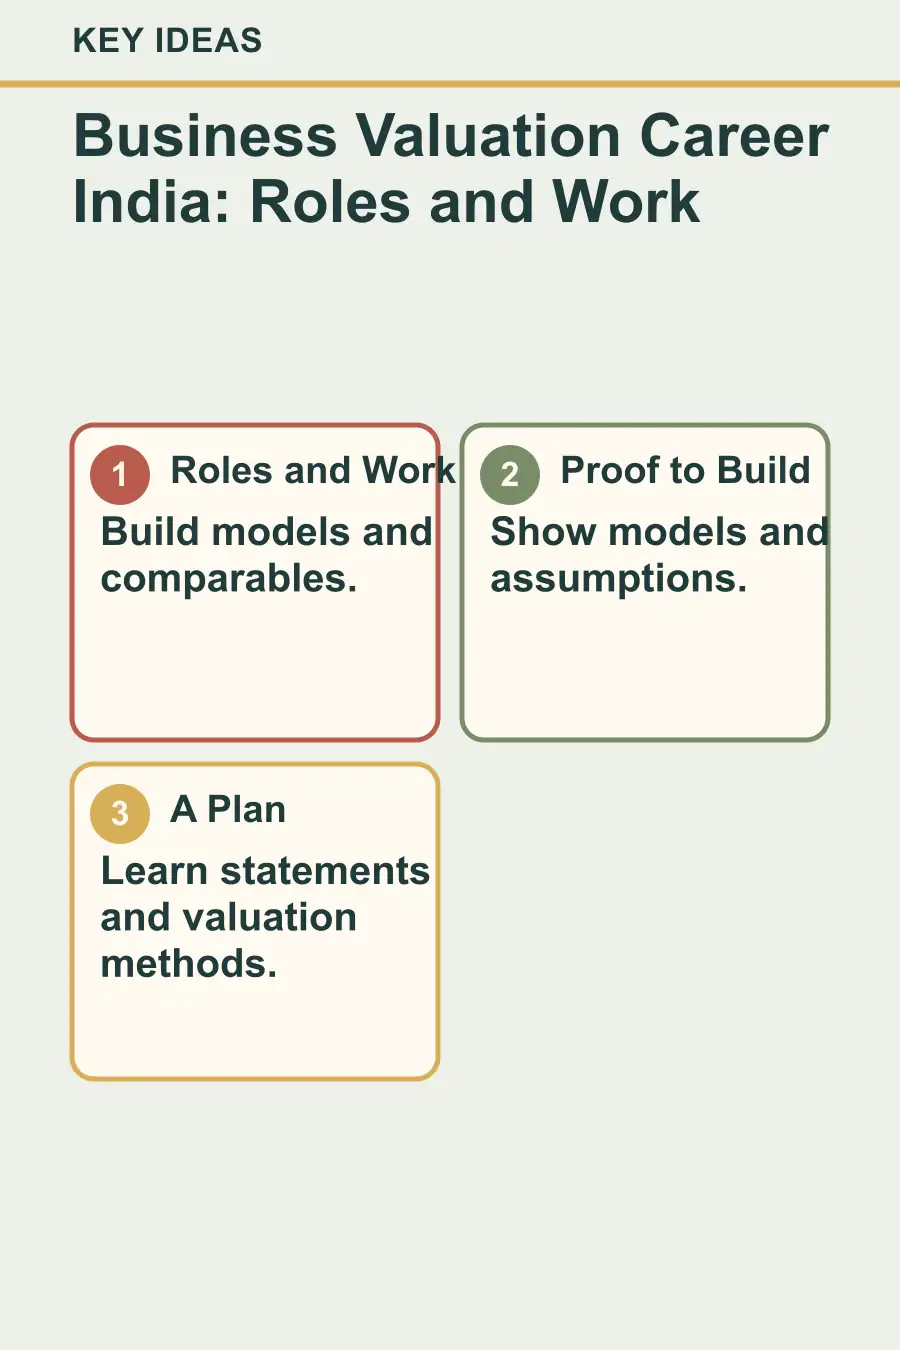 KEY IDEAS
Business Valuation Career
India: Roles and Work
1 Roles and Work
Build models and
comparables.
2 Proof to Build
Show models and
assumptions.
3 A Plan
Learn statements
and valuation
methods.